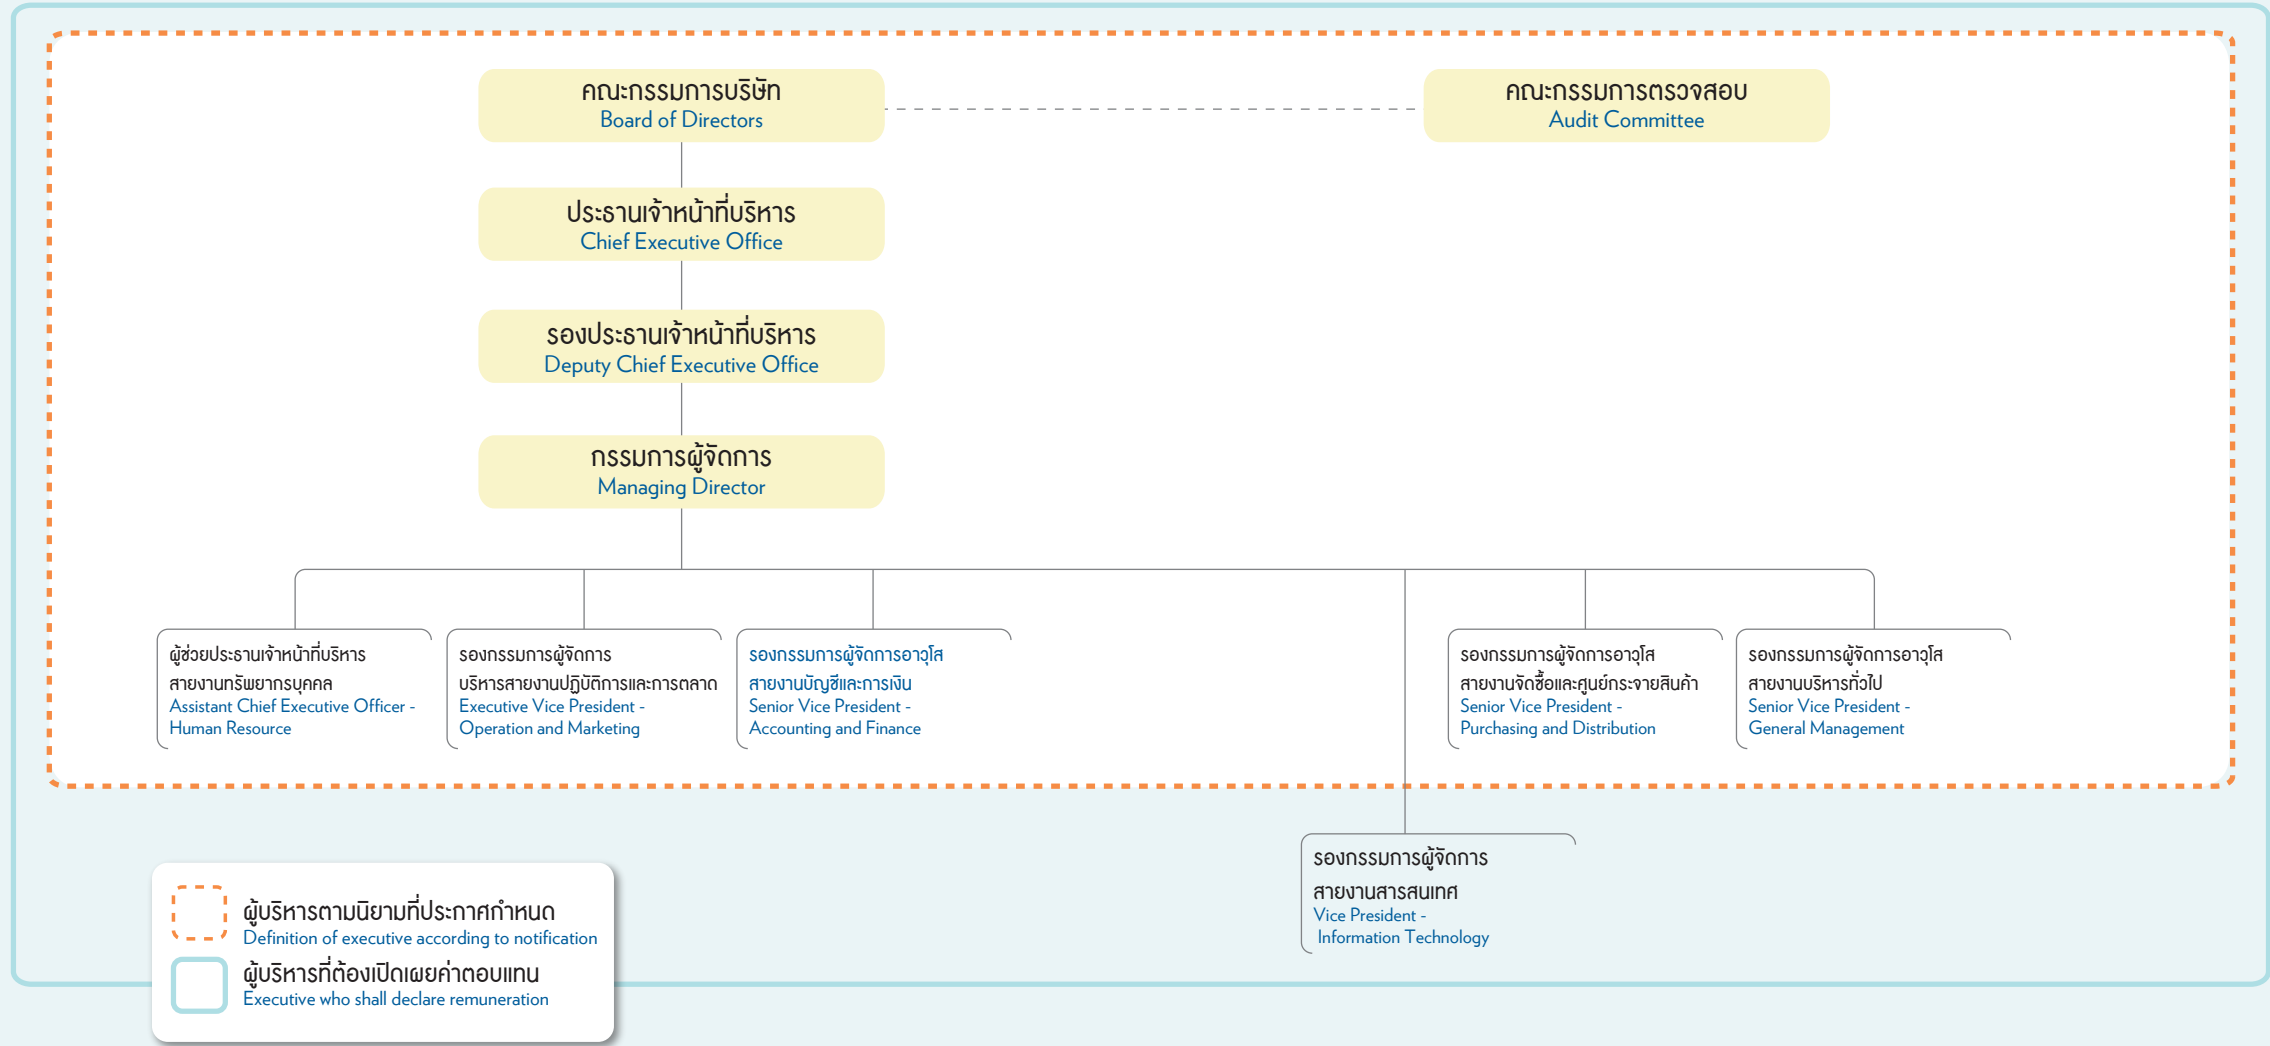 คณะกรรมการบริษัท
Board of Directors
คณะกรรมการตรวจสอบ
Audit Committee
ประธานเจ้าหน้าที่บริหาร
Chief Executive Office
รองประธานเจ้าหน้าที่บริหาร
Deputy Chief Executive Office
กรรมการผู้จัดการ
Managing Director
ผู้ช่วยประธานเจ้าหน้าที่บริหาร
สายงานทรัพยากรบุคคล
Assistant Chief Executive Officer -
Human Resource
รองกรรมการผู้จัดการ
บริหารสายงานปฏิบัติการและการตลาด
Executive Vice President -
Operation and Marketing
รองกรรมการผู้จัดการอาวุโส
สายงานบัญชีและการเงิน
Senior Vice President -
Accounting and Finance
รองกรรมการผู้จัดการอาวุโส
สายงานจัดซื้อและศูนย์กระจายสินค้า
Senior Vice President -
Purchasing and Distribution
รองกรรมการผู้จัดการอาวุโส
สายงานบริหารทั่วไป
Senior Vice President -
General Management
รองกรรมการผู้จัดการ
สายงานสารสนเทศ
Vice President -
Information Technology
ผู้บริหารตามนิยามที่ประกาศกำหนด
Definition of executive according to notification
ผู้บริหารที่ต้องเปิดเผยค่าตอบแทน
Executive who shall declare remuneration